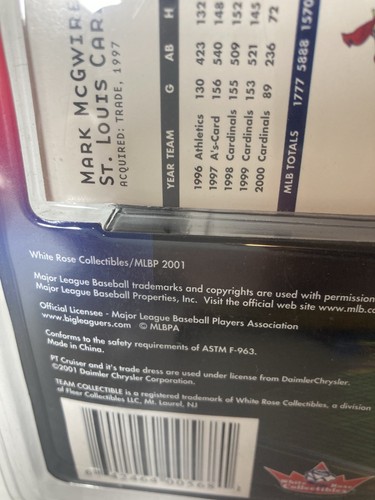 MARK McGWIRE
ST. LOUIS CAR
ACQUIRED: TRADE, 1997
YEAR TEAM G AB H
1996 Athletics 130 423 132
1997 A's-Card 156 540 148
1998 Cardinals 155 509 152
1999 Cardinals 153 521 145
2000 Cardinals 89 236 72
MLB TOTALS 1777 5888 1570
White Rose Collectibles/MLBP 2001
Major League Baseball trademarks and copyrights are used with permission
Major League Baseball Properties, Inc. Visit the official web site www.mlb.c
Official Licensee - Major League Baseball Players Association
www.bigleaguers.com © MLBPA
Conforms to the safety requirements of ASTM F-963.
Made in China.
PT Cruiser and it's trade dress are used under license from DaimlerChrysler.
©2001 Daimler Chrysler Corporation.
TEAM COLLECTIBLE is a registered trademark of White Rose Collectibles, a division
of Fleer Collectibles LLC, Mt. Laurel, NJ
White Rose
Collectibles